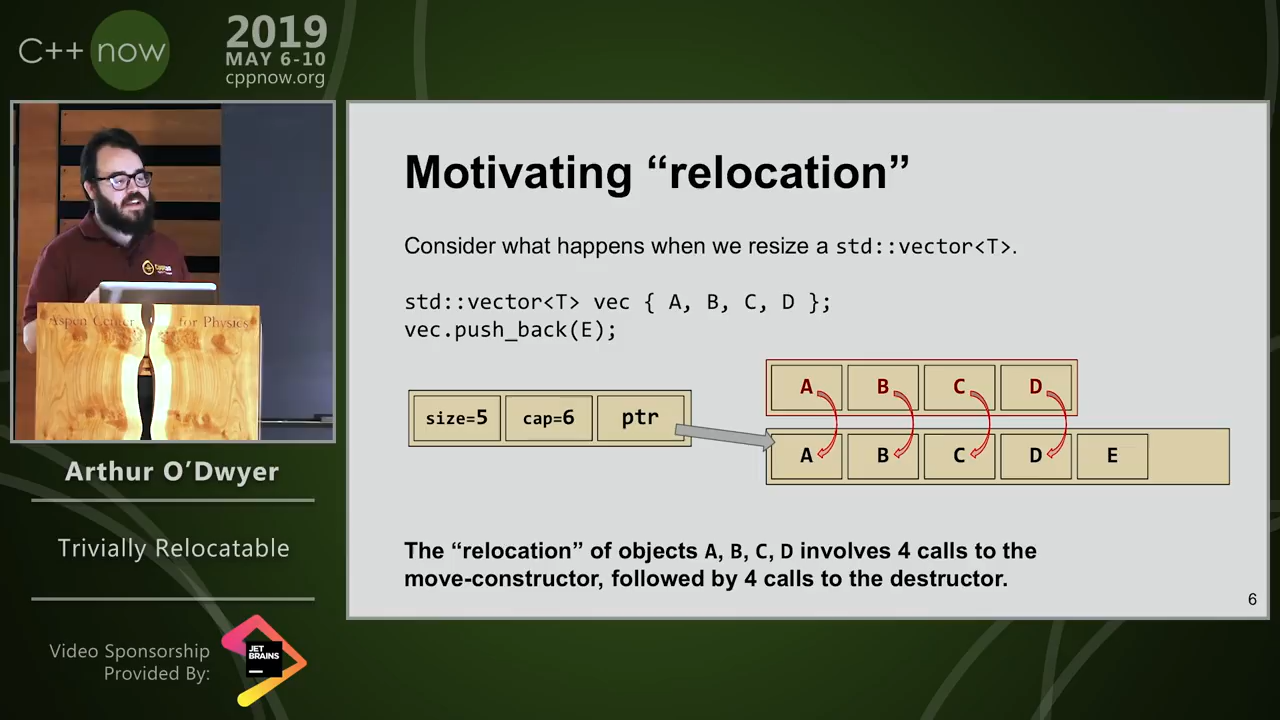 C++ now
2019
MAY 6-10
cppnow.org
Aspen Center for Physics
Arthur O’Dwyer
Trivially Relocatable
Video Sponsorship
Provided By:
JET
BRAINS
Motivating “relocation”
Consider what happens when we resize a std::vector<T>.
std::vector<T> vec { A, B, C, D };
vec.push_back(E);
A B C D
size=5 cap=6 ptr
A B C D E
The “relocation” of objects A, B, C, D involves 4 calls to the
move-constructor, followed by 4 calls to the destructor.
6